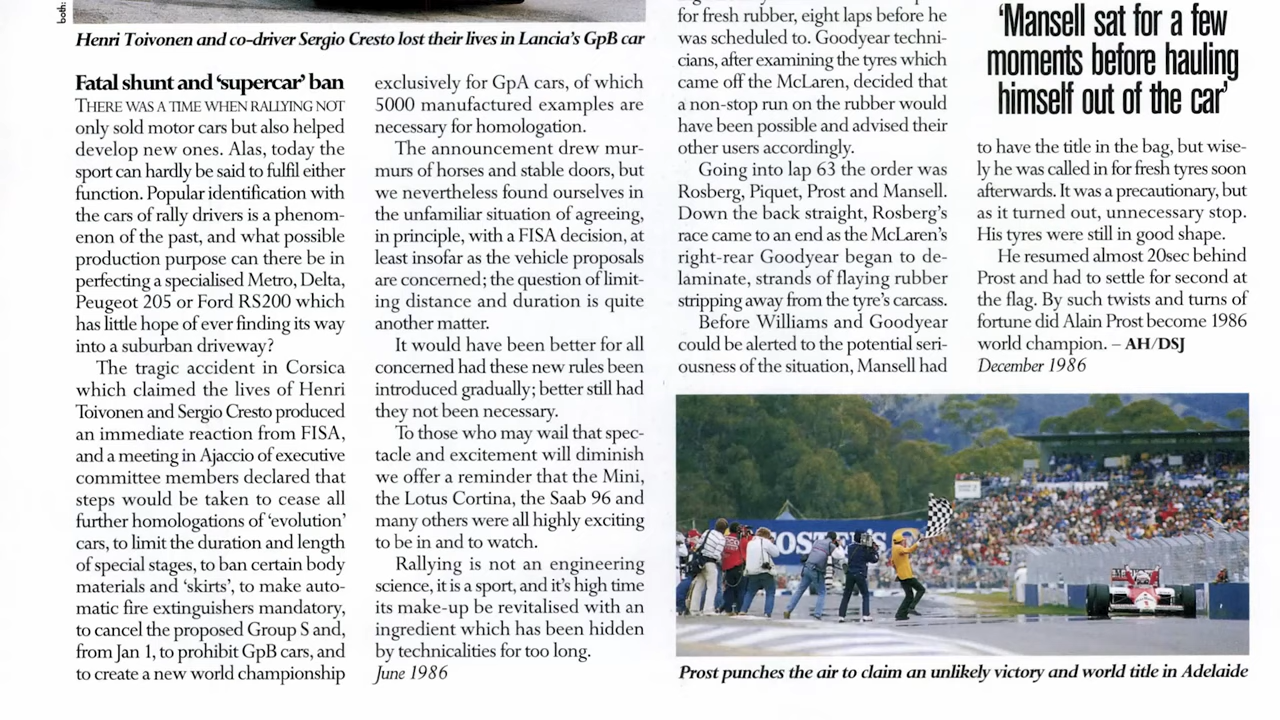 both:
Henri Toivonen and co-driver Sergio Cresto lost their lives in Lancia's GpB car
Fatal shunt and 'supercar' ban
THERE WAS A TIME WHEN RALLYING NOT
only sold motor cars but also helped
develop new ones. Alas, today the
sport can hardly be said to fulfil either
function. Popular identification with
the cars of rally drivers is a phenom-
enon of the past, and what possible
production purpose can there be in
perfecting a specialised Metro, Delta,
Peugeot 205 or Ford RS200 which
has little hope of ever finding its way
into a suburban driveway?
The tragic accident in Corsica
which claimed the lives of Henri
Toivonen and Sergio Cresto produced
an immediate reaction from FISA,
and a meeting in Ajaccio of executive
committee members declared that
steps would be taken to cease all
further homologations of 'evolution'
cars, to limit the duration and length
of special stages, to ban certain body
materials and 'skirts', to make auto-
matic fire extinguishers mandatory,
to cancel the proposed Group S and,
from Jan 1, to prohibit GpB cars, and
to create a new world championship
exclusively for GpA cars, of which
5000 manufactured examples are
necessary for homologation.
The announcement drew mur-
murs of horses and stable doors, but
we nevertheless found ourselves in
the unfamiliar situation of agreeing,
in principle, with a FISA decision, at
least insofar as the vehicle proposals
are concerned; the question of limit-
ing distance and duration is quite
another matter.
It would have been better for all
concerned had these new rules been
introduced gradually; better still had
they not been necessary.
To those who may wail that spec-
tacle and excitement will diminish
we offer a reminder that the Mini,
the Lotus Cortina, the Saab 96 and
many others were all highly exciting
to be in and to watch.
Rallying is not an engineering
science, it is a sport, and it's high time
its make-up be revitalised with an
ingredient which has been hidden
by technicalities for too long.
June 1986
for fresh rubber, eight laps before he
was scheduled to. Goodyear techni-
cians, after examining the tyres which
came off the McLaren, decided that
a non-stop run on the rubber would
have been possible and advised their
other users accordingly.
Going into lap 63 the order was
Rosberg, Piquet, Prost and Mansell.
Down the back straight, Rosberg's
race came to an end as the McLaren's
right-rear Goodyear began to de-
laminate, strands of flaying rubber
stripping away from the tyre's carcass.
Before Williams and Goodyear
could be alerted to the potential seri-
ousness of the situation, Mansell had
'Mansell sat for a few
moments before hauling
himself out of the car'
to have the title in the bag, but wise-
ly he was called in for fresh tyres soon
afterwards. It was a precautionary, but
as it turned out, unnecessary stop.
His tyres were still in good shape.
He resumed almost 20sec behind
Prost and had to settle for second at
the flag. By such twists and turns of
fortune did Alain Prost become 1986
world champion. – AH/DSJ
December 1986
Prost punches the air to claim an unlikely victory and world title in Adelaide